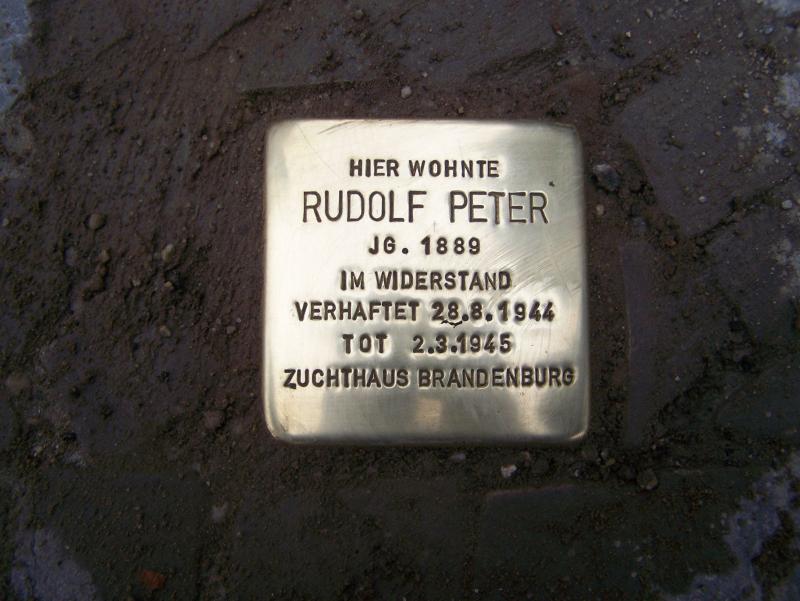 HIER WOHNTE
RUDOLF PETER
JG. 1889
IM WIDERSTAND
VERHAFTET 28.8.1944
TOT 2.3.1945
ZUCHTHAUS BRANDENBURG